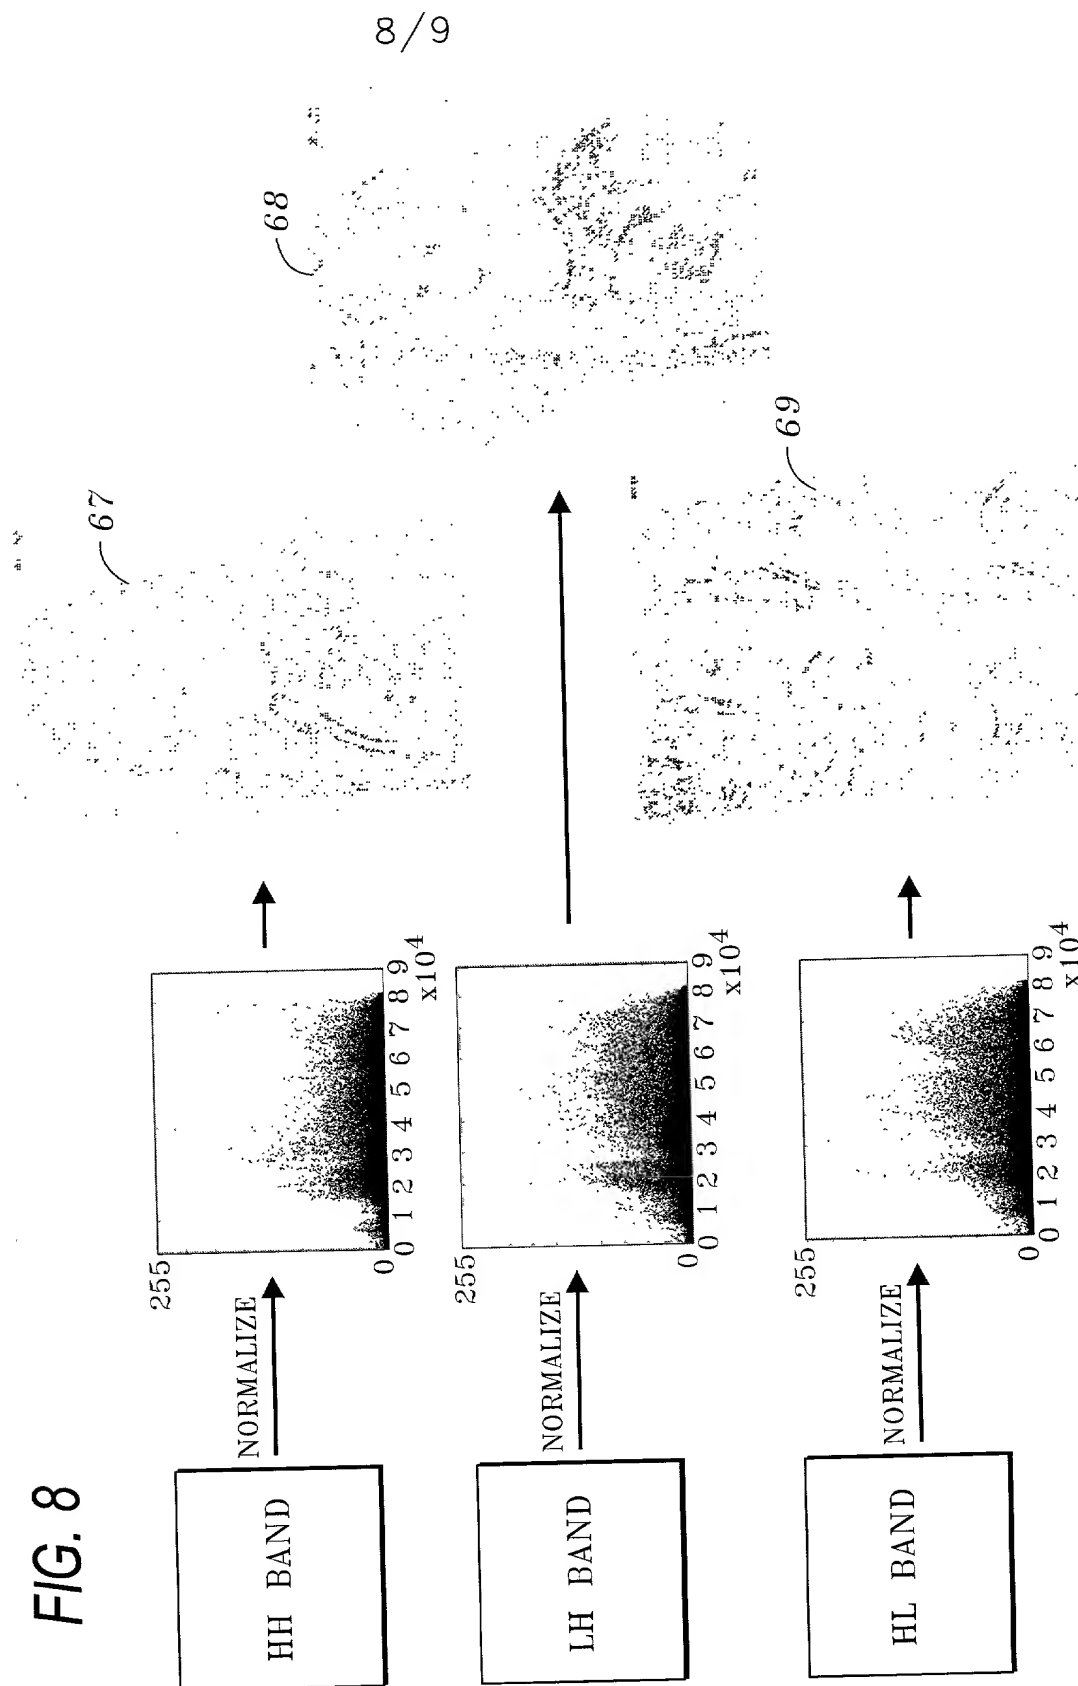 8/9
FIG. 8
HH BAND
NORMALIZE
255
0
0 1 2 3 4 5 6 7 8 9
x10^4
67
LH BAND
NORMALIZE
255
0
0 1 2 3 4 5 6 7 8 9
x10^4
68
HL BAND
NORMALIZE
255
0
0 1 2 3 4 5 6 7 8 9
x10^4
69